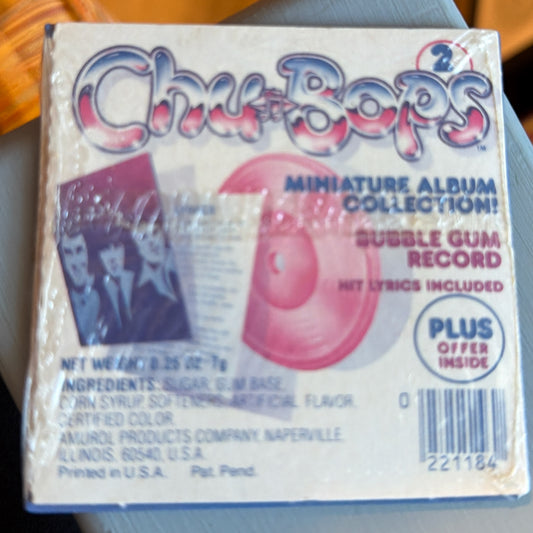 2
Chu-Bops™
MINIATURE ALBUM
COLLECTION!
BUBBLE GUM
RECORD
HIT LYRICS INCLUDED
PLUS
OFFER
INSIDE
NET WEIGHT 0.25 OZ 7g
INGREDIENTS: SUGAR, GUM BASE,
CORN SYRUP, SOFTENERS, ARTIFICIAL FLAVOR,
CERTIFIED COLOR.
AMUROL PRODUCTS COMPANY, NAPERVILLE,
ILLINOIS, 60540, U.S.A.
Printed in U.S.A. Pat. Pend.
0
221184